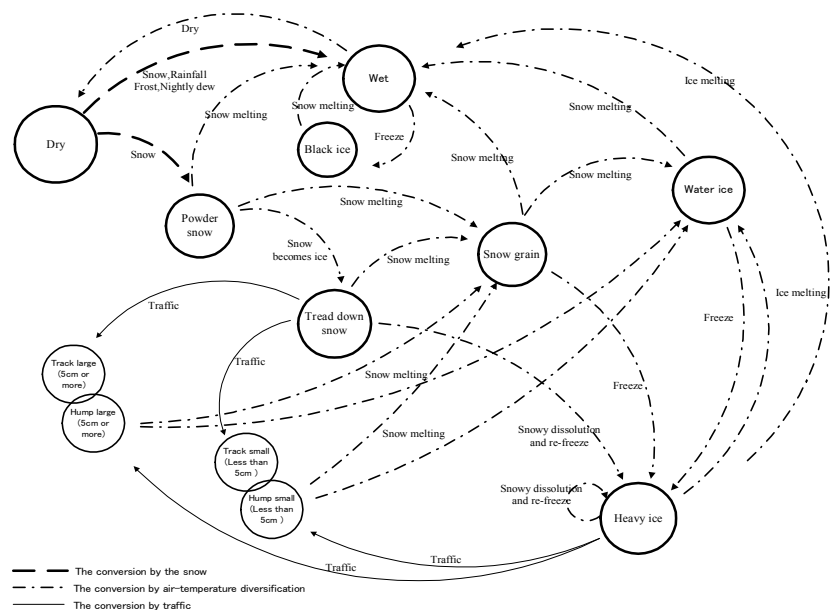 Dry
Wet
Snow,Rainfall
Frost,Nightly dew
Ice melting
Snow melting
Snow melting
Snow melting
Freeze
Black ice
Dry
Snow
Snow melting
Snow melting
Water ice
Snow melting
Powder
snow
Snow
becomes ice
Snow melting
Snow grain
Ice melting
Traffic
Tread down
snow
Freeze
Traffic
Track large
(5cm or
more)
Snow melting
Freeze
Hump large
(5cm or
more)
Snow melting
Snowy dissolution
and re-freeze
Track small
(Less than
5cm )
Hump small
(Less than
5cm )
Snowy dissolution
and re-freeze
Heavy ice
Traffic
Traffic
The conversion by the snow
The conversion by air-temperature diversification
The conversion by traffic